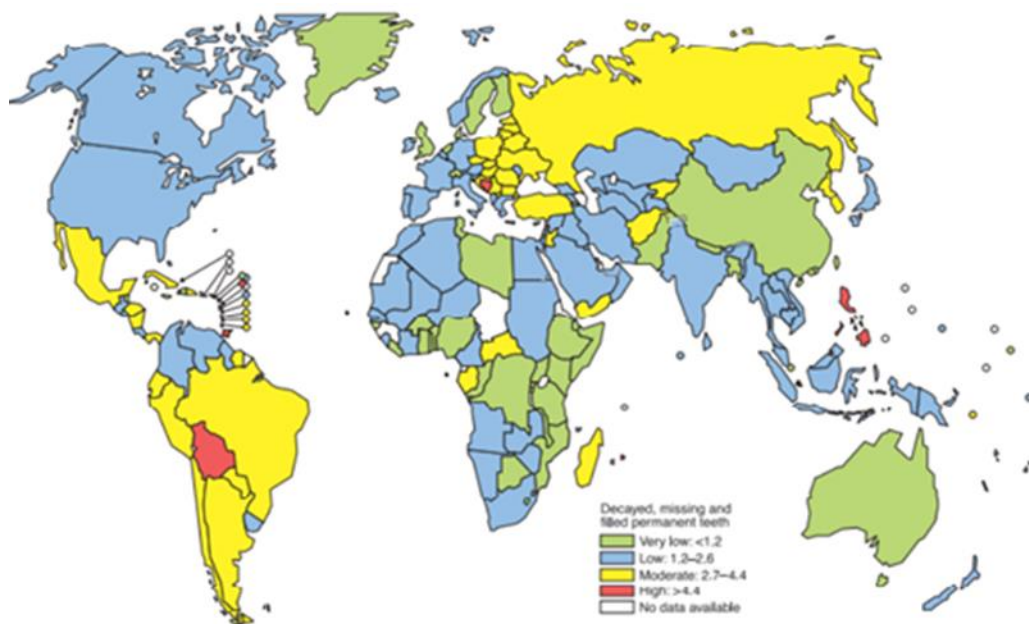 Decayed, missing and
filled permanent teeth
Very low: <1.2
Low: 1.2–2.6
Moderate: 2.7–4.4
High: >4.4
No data available